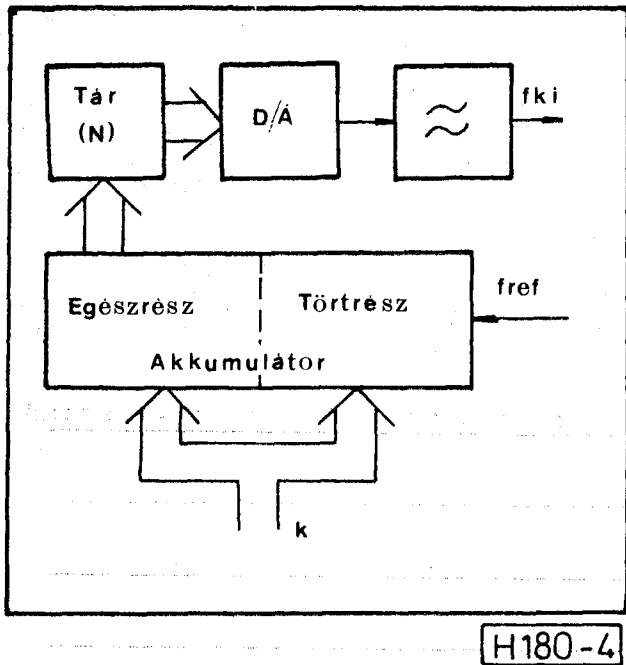 Tár
(N)
D/Á
fki
Egészrész
Törtrész
fref
Akkumulátor
k
H180-4